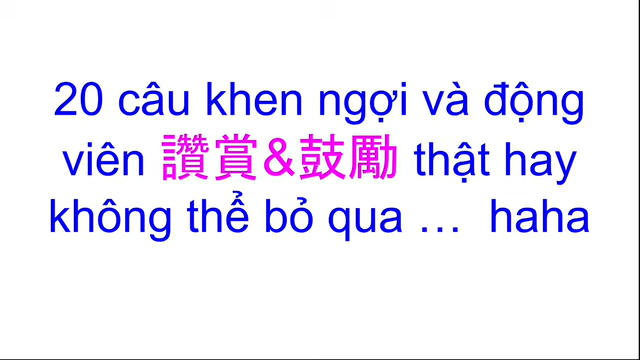 20 câu khen ngợi và động
viên 讚賞&鼓勵 thật hay
không thể bỏ qua … haha